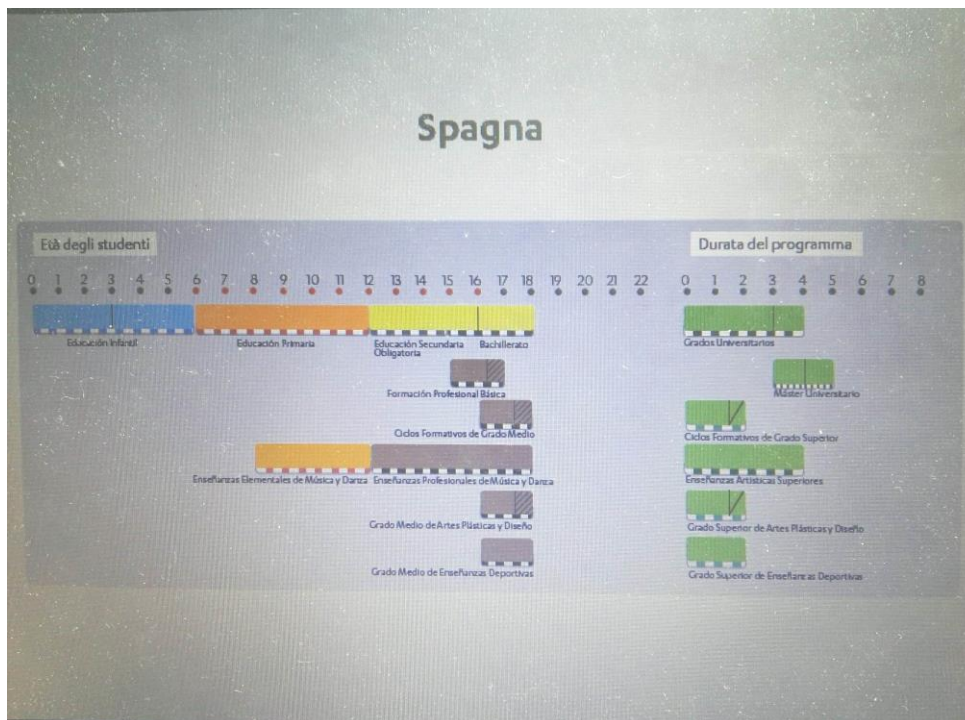 Spagna
Età degli studenti
Durata del programma
0 1 2 3 4 5 6 7 8 9 10 11 12 13 14 15 16 17 18 19 20 21 22
0 1 2 3 4 5 6 7 8
Educación Infantil
Educación Primaria
Educación Secundaria
Obligatoria
Bachillerato
Grados Universitarios
Formación Profesional Básica
Máster Universitario
Ciclos Formativos de Grado Medio
Ciclos Formativos de Grado Superior
Enseñanzas Elementales de Música y Danza
Enseñanzas Profesionales de Música y Danza
Enseñanzas Artísticas Superiores
Grado Medio de Artes Plásticas y Diseño
Grado Superior de Artes Plásticas y Diseño
Grado Medio de Enseñanzas Deportivas
Grado Superior de Enseñanzas Deportivas